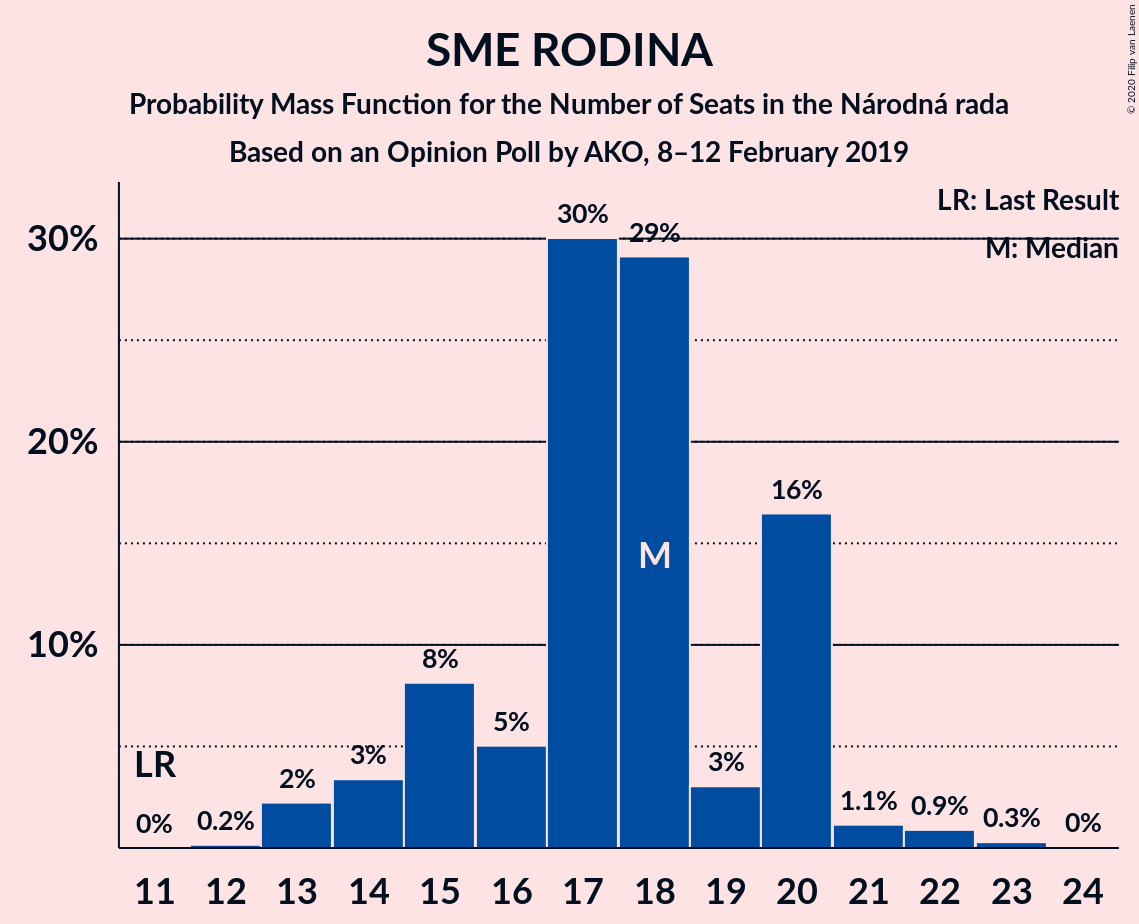 SME RODINA
Probability Mass Function for the Number of Seats in the Národná rada
Based on an Opinion Poll by AKO, 8–12 February 2019
© 2020 Filip van Laenen
LR: Last Result
M: Median
30%
20%
10%
LR
0%
0.2%
2%
3%
8%
5%
30%
29%
M
3%
16%
1.1%
0.9%
0.3%
0%
11 12 13 14 15 16 17 18 19 20 21 22 23 24